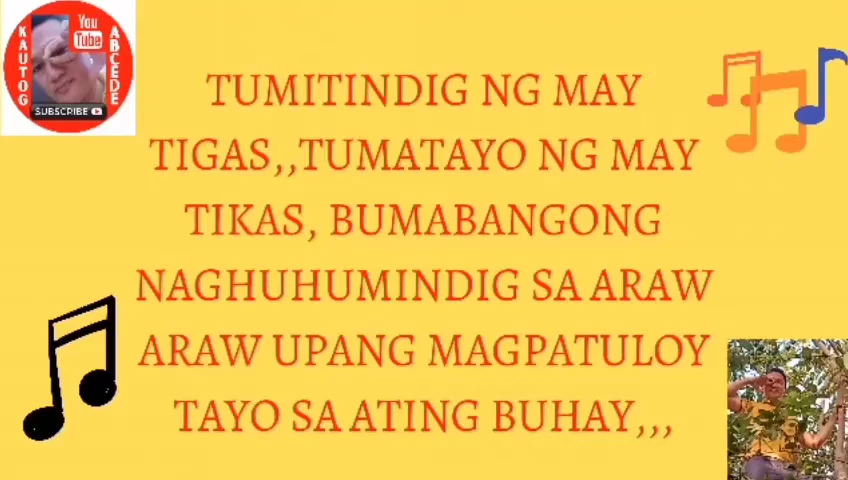 You
Tube
KAUTOG
ABCEDE
SUBSCRIBE
TUMITINDIG NG MAY
TIGAS,,TUMATAYO NG MAY
TIKAS, BUMABANGONG
NAGHUHUMINDIG SA ARAW
ARAW UPANG MAGPATULOY
TAYO SA ATING BUHAY,,,